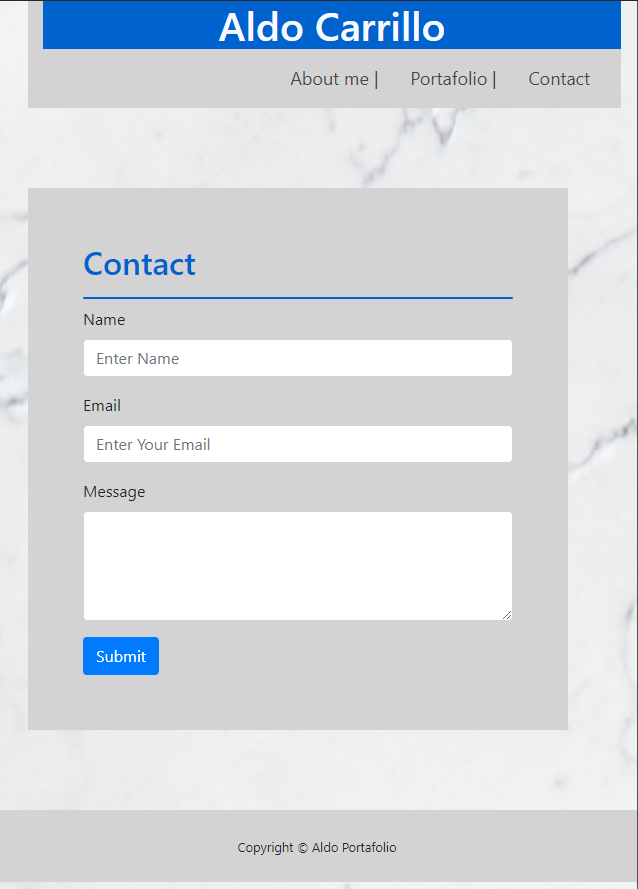 Aldo Carrillo
About me | Portafolio | Contact
Contact
Name
Enter Name
Email
Enter Your Email
Message
Submit
Copyright © Aldo Portafolio